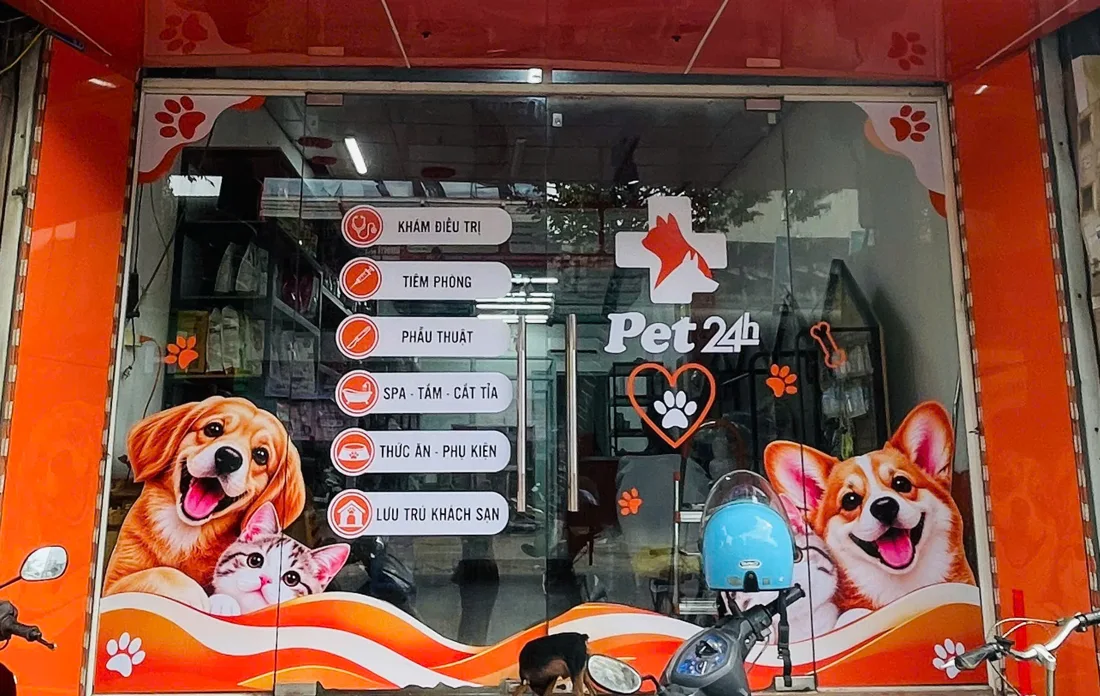 KHÁM ĐIỀU TRỊ
TIÊM PHÒNG
PHẪU THUẬT
SPA - TẮM - CẮT TỈA
THỨC ĂN - PHỤ KIỆN
LƯU TRÚ KHÁCH SẠN
Pet 24h